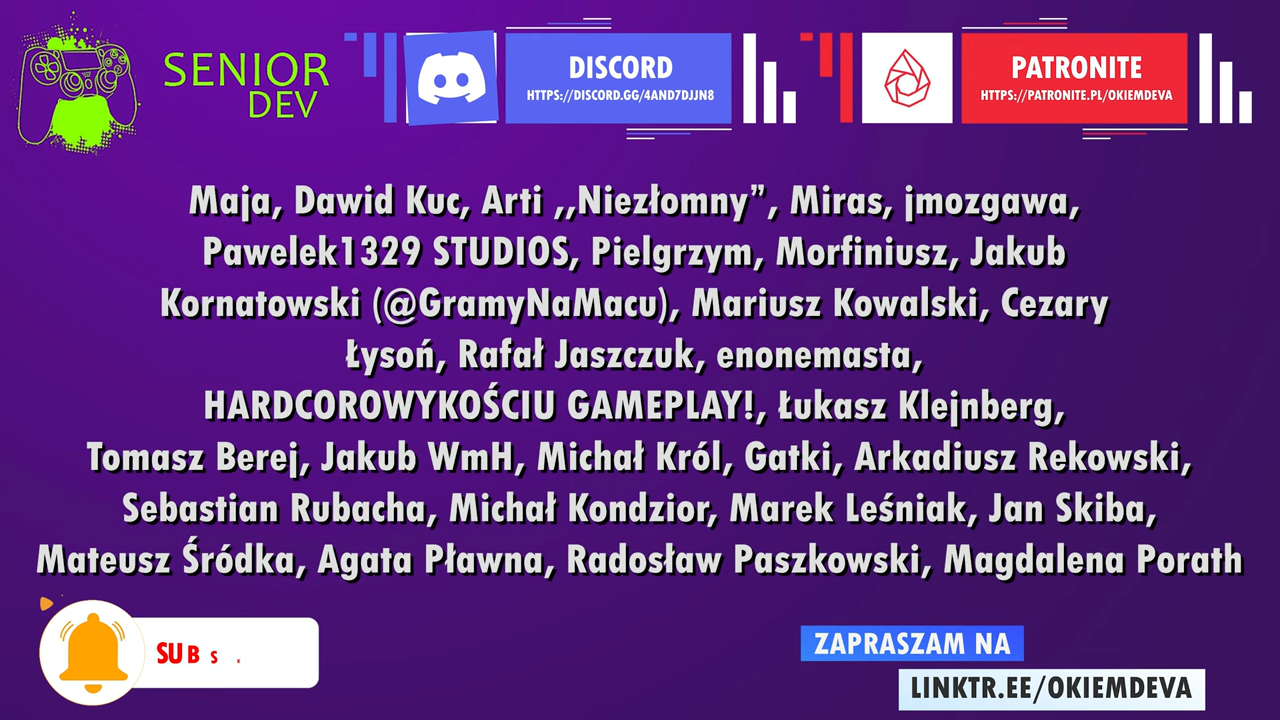 SENIOR
DEV
DISCORD
HTTPS://DISCORD.GG/4AND7DJJN8
PATRONITE
HTTPS://PATRONITE.PL/OKIEMDEVA
Maja, Dawid Kuc, Arti ,,Niezłomny”, Miras, jmozgawa,
Pawelek1329 STUDIOS, Pielgrzym, Morfiniusz, Jakub
Kornatowski (@GramyNaMacu), Mariusz Kowalski, Cezary
Łysoń, Rafał Jaszczuk, enonemasta,
HARDCOROWYKOŚCIU GAMEPLAY!, Łukasz Klejnberg,
Tomasz Berej, Jakub WmH, Michał Król, Gatki, Arkadiusz Rekowski,
Sebastian Rubacha, Michał Kondzior, Marek Leśniak, Jan Skiba,
Mateusz Śródka, Agata Pławna, Radosław Paszkowski, Magdalena Porath
SUBS
ZAPRASZAM NA
LINKTR.EE/OKIEMDEVA